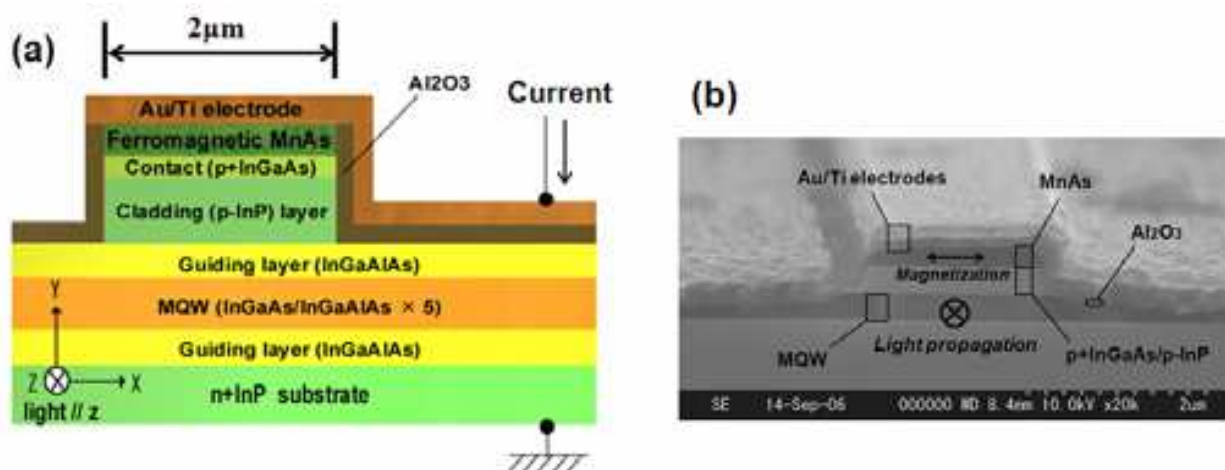 (a)
2μm
Al2O3
Current
Au/Ti electrode
Ferromagnetic MnAs
Contact (p+InGaAs)
Cladding (p-InP) layer
Guiding layer (InGaAlAs)
MQW (InGaAs/InGaAlAs × 5)
Guiding layer (InGaAlAs)
n+InP substrate
Y
Z
X
light // z
(b)
Au/Ti electrodes
MnAs
Al2O3
Magnetization
MQW
Light propagation
p+InGaAs/p-InP
SE 14-Sep-06 000000 WD 8.4mm 10.0kV x20k 2um